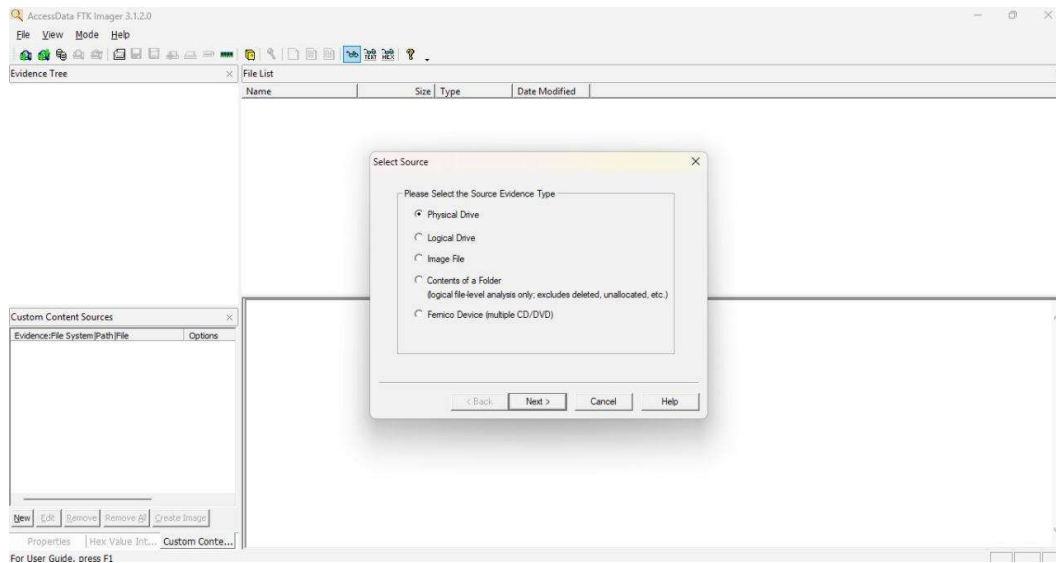 AccessData FTK Imager 3.1.2.0
File View Mode Help
Evidence Tree
File List
Name Size Type Date Modified
Select Source
Please Select the Source Evidence Type
Physical Drive
Logical Drive
Image File
Contents of a Folder
(logical file-level analysis only; excludes deleted, unallocated, etc.)
Fernico Device (multiple CD/DVD)
< Back Next > Cancel Help
Custom Content Sources
Evidence:File System|Path|File Options
New Edit Remove Remove All Create Image
Properties Hex Value Int... Custom Conte...
For User Guide, press F1